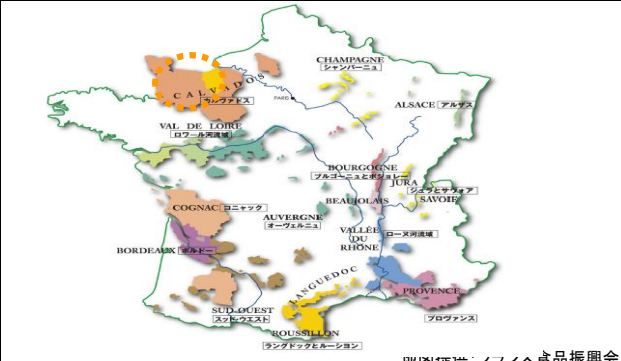 CHAMPAGNE
シャンパーニュ
CALVADOS
カルヴァドス
PARIS
ALSACE アルザス
VAL DE LOIRE
ロワール河流域
BOURGOGNE
ブルゴーニュとボジョレー
JURA
ジュラとサヴォア
SAVOIE
BEAUJOLAIS
COGNAC コニャック
AUVERGNE
オーヴェルニュ
VALLÉE
DU
RHÔNE
ローヌ河流域
BORDEAUX ボルドー
LANGUEDOC
PROVENCE
プロヴァンス
SUD-OUEST
スッド・ウエスト
ROUSSILLON
ラングドックとルーション
食品振興会